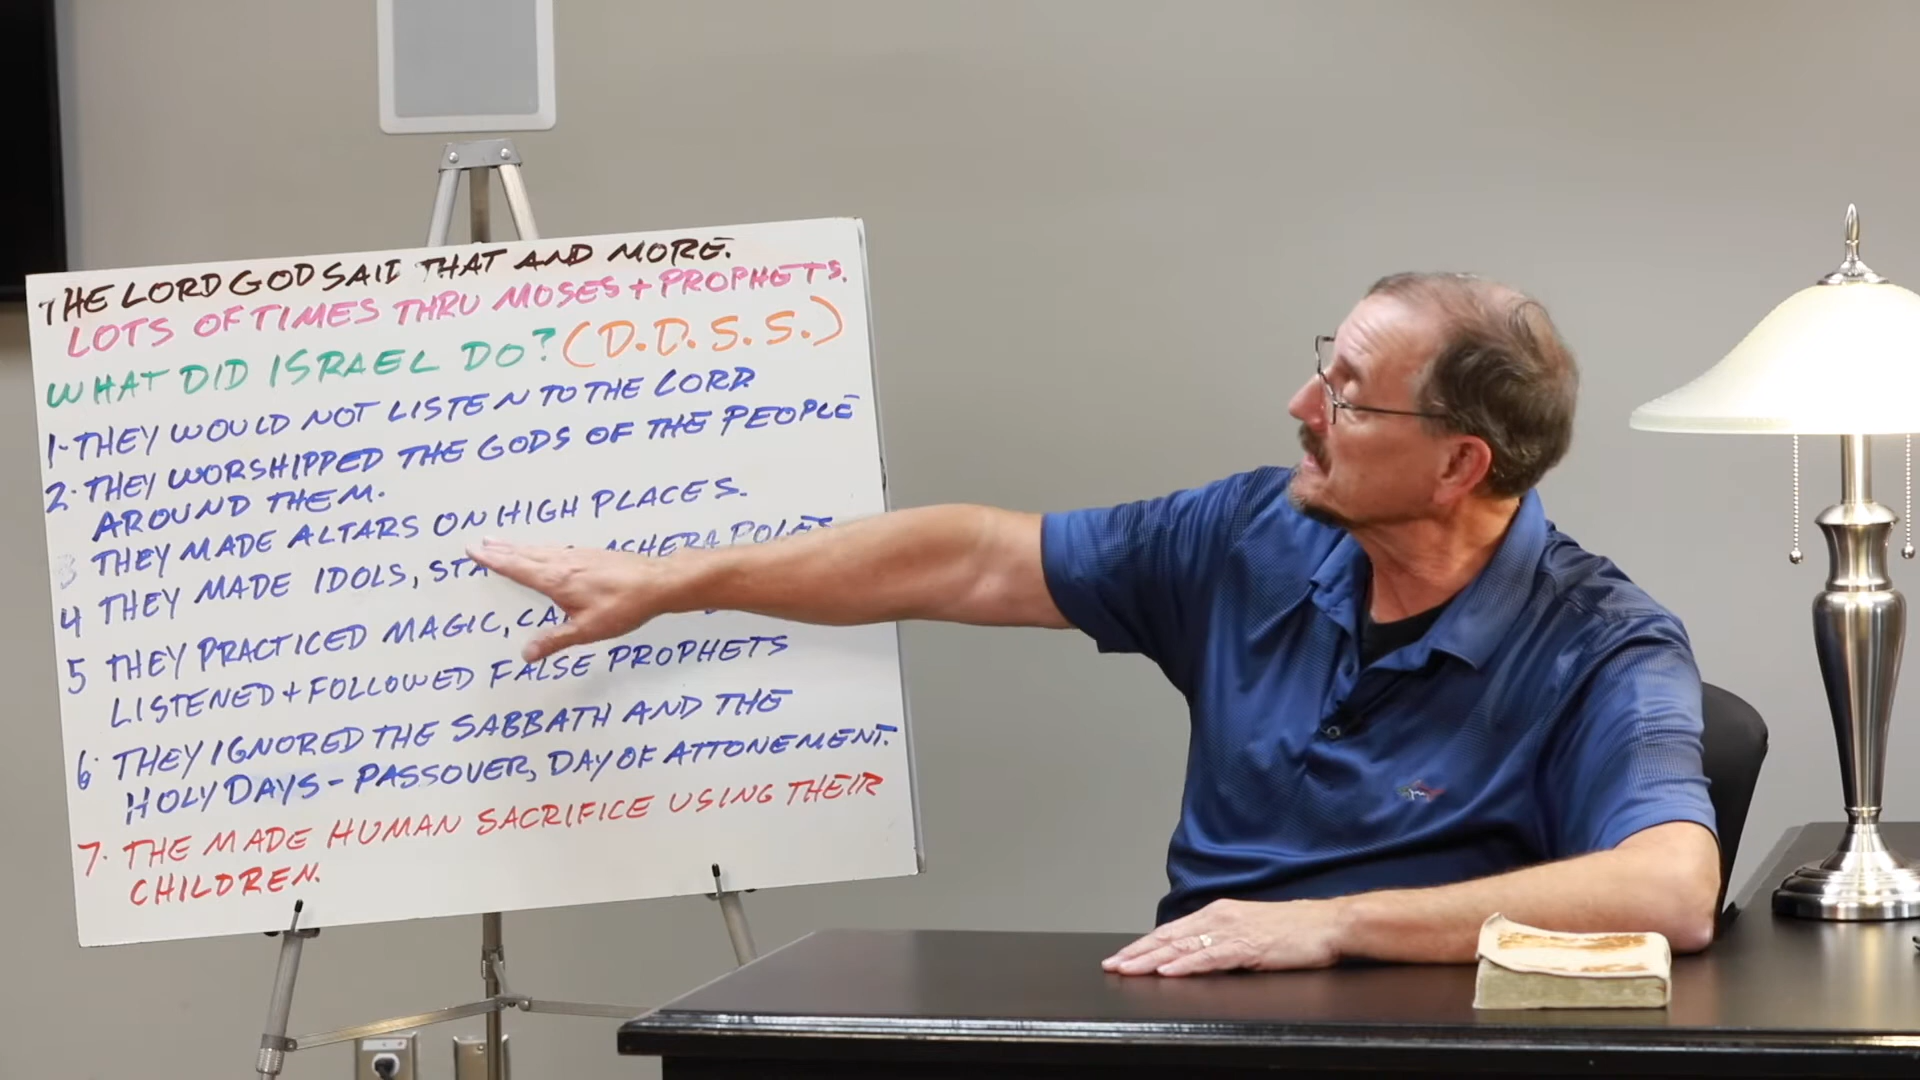 THE LORD GOD SAID THAT AND MORE.
LOTS OF TIMES THRU MOSES + PROPHETS.
WHAT DID ISRAEL DO? (D.D.S.S.)
1- THEY WOULD NOT LISTEN TO THE LORD.
2. THEY WORSHIPPED THE GODS OF THE PEOPLE
AROUND THEM.
3 THEY MADE ALTARS ON HIGH PLACES.
4 THEY MADE IDOLS, ASHERA POLES
5 THEY PRACTICED MAGIC,
LISTENED + FOLLOWED FALSE PROPHETS
6. THEY IGNORED THE SABBATH AND THE
HOLY DAYS - PASSOVER, DAY OF ATTONEMENT.
7. THE MADE HUMAN SACRIFICE USING THEIR
CHILDREN.